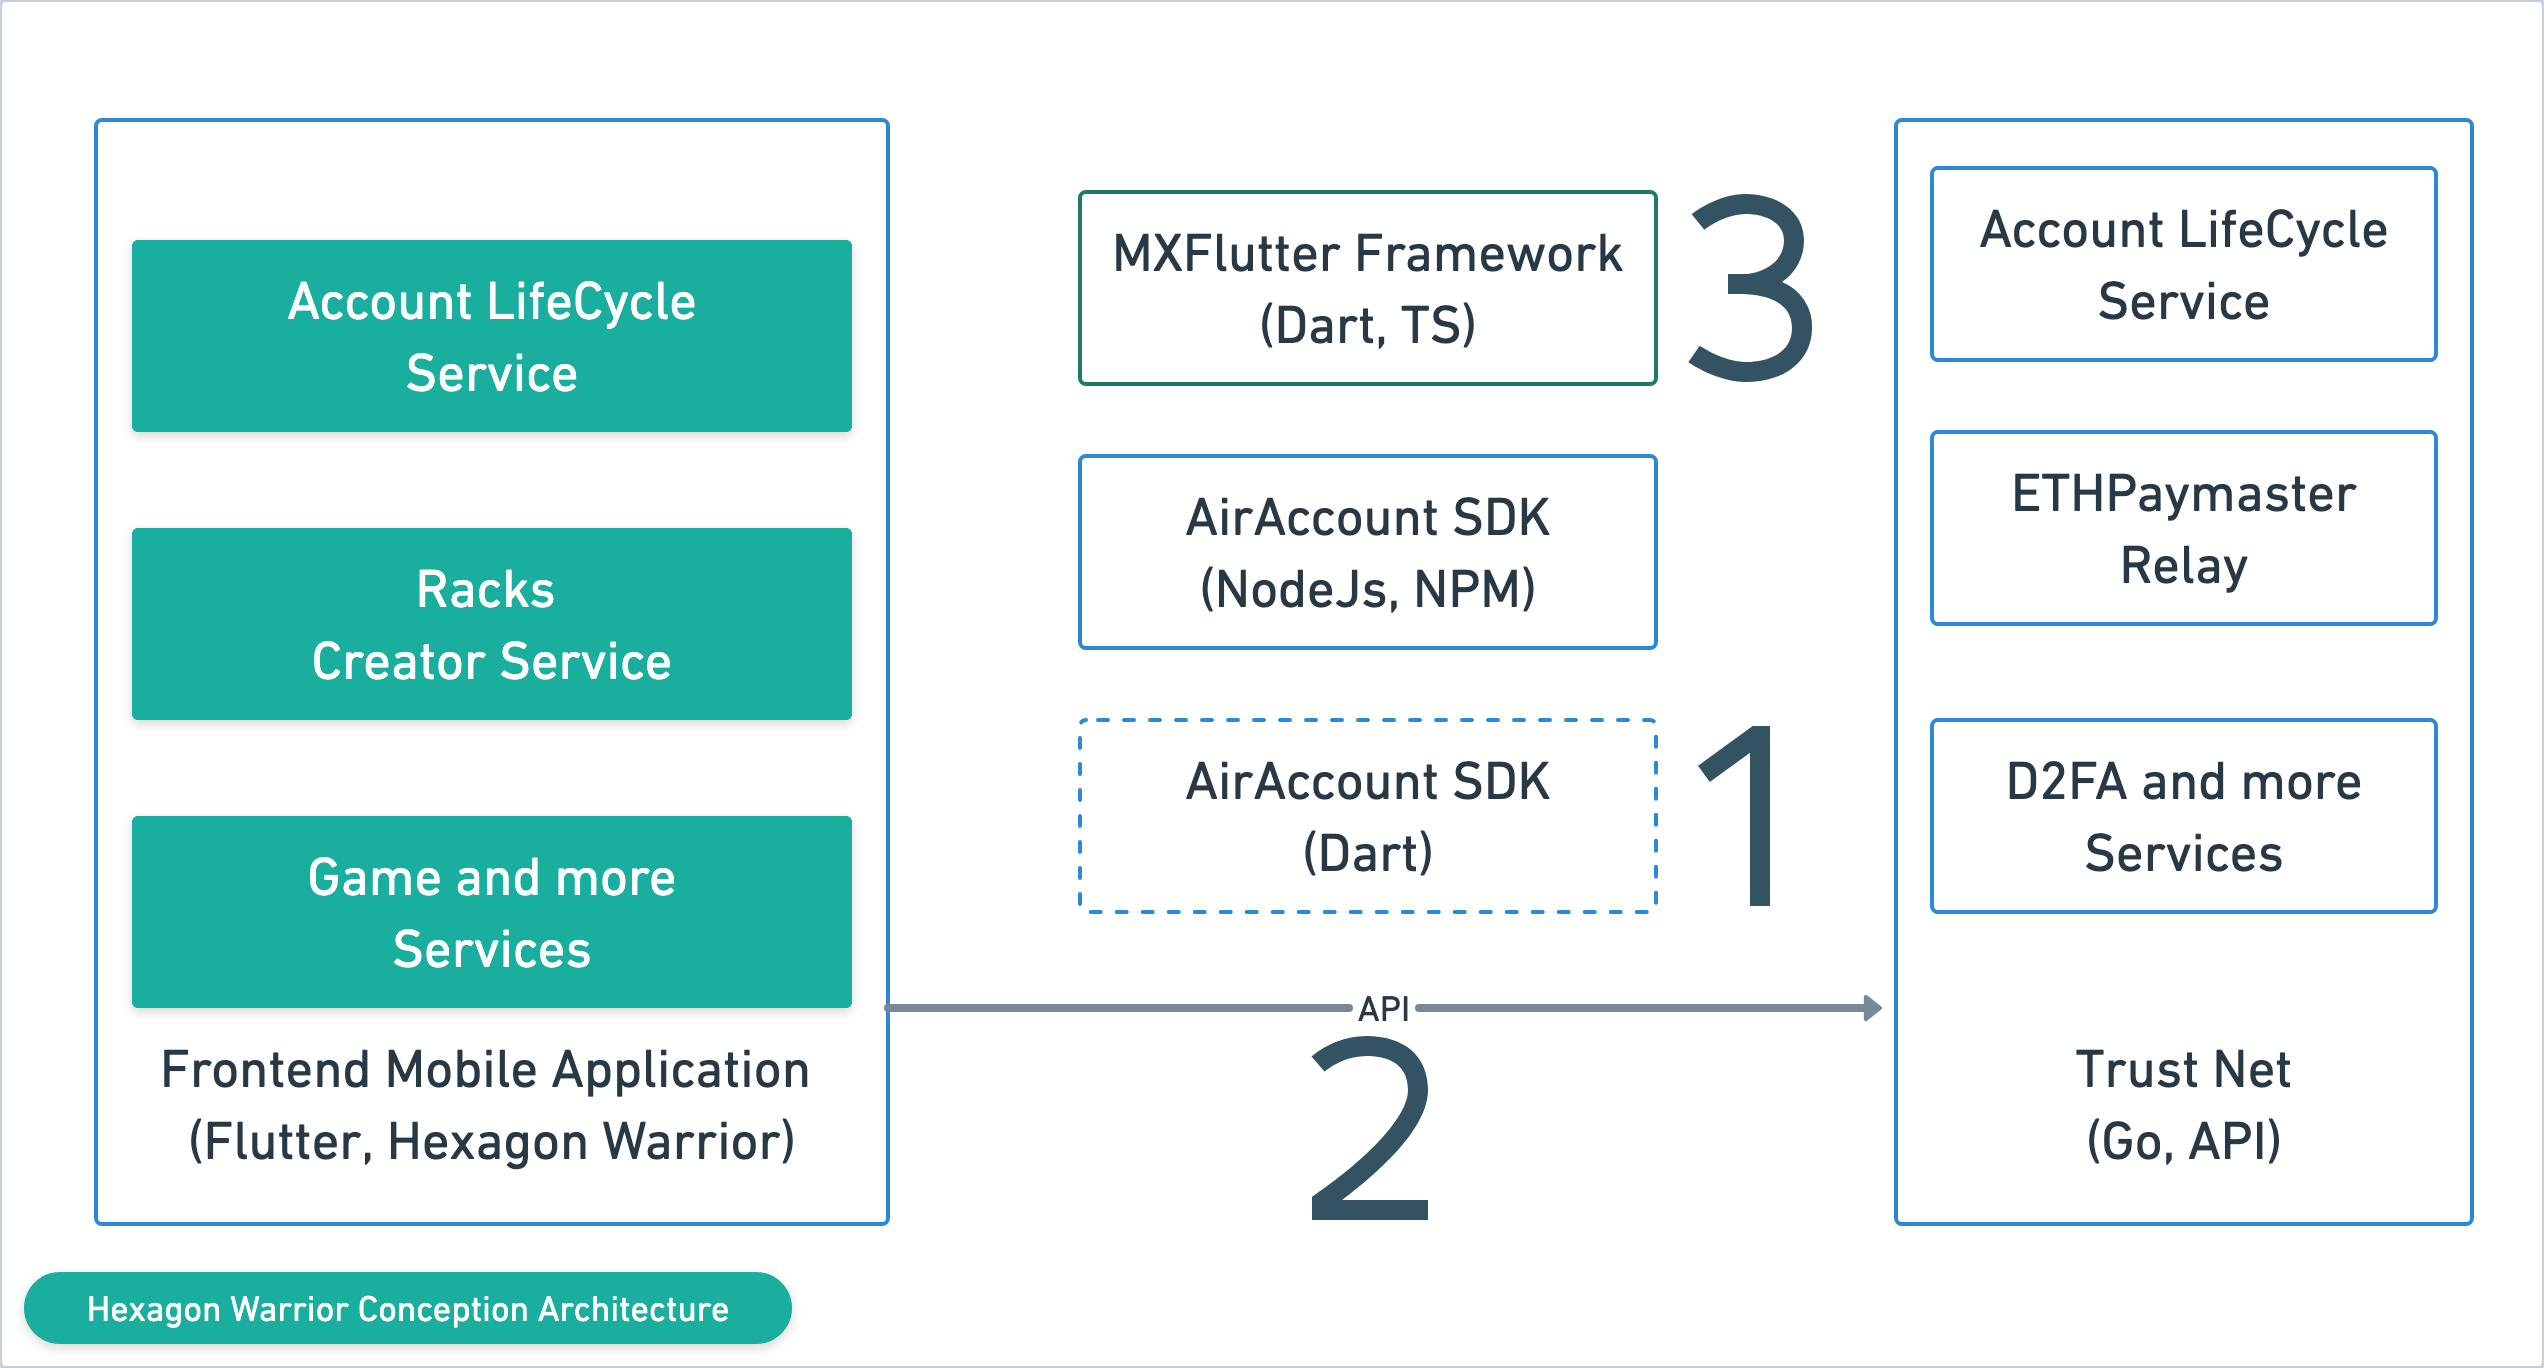 Account LifeCycle
Service
Racks
Creator Service
Game and more
Services
Frontend Mobile Application
(Flutter, Hexagon Warrior)
MXFlutter Framework
(Dart, TS)
3
AirAccount SDK
(NodeJs, NPM)
AirAccount SDK
(Dart)
1
API
2
Account LifeCycle
Service
ETHPaymaster
Relay
D2FA and more
Services
Trust Net
(Go, API)
Hexagon Warrior Conception Architecture